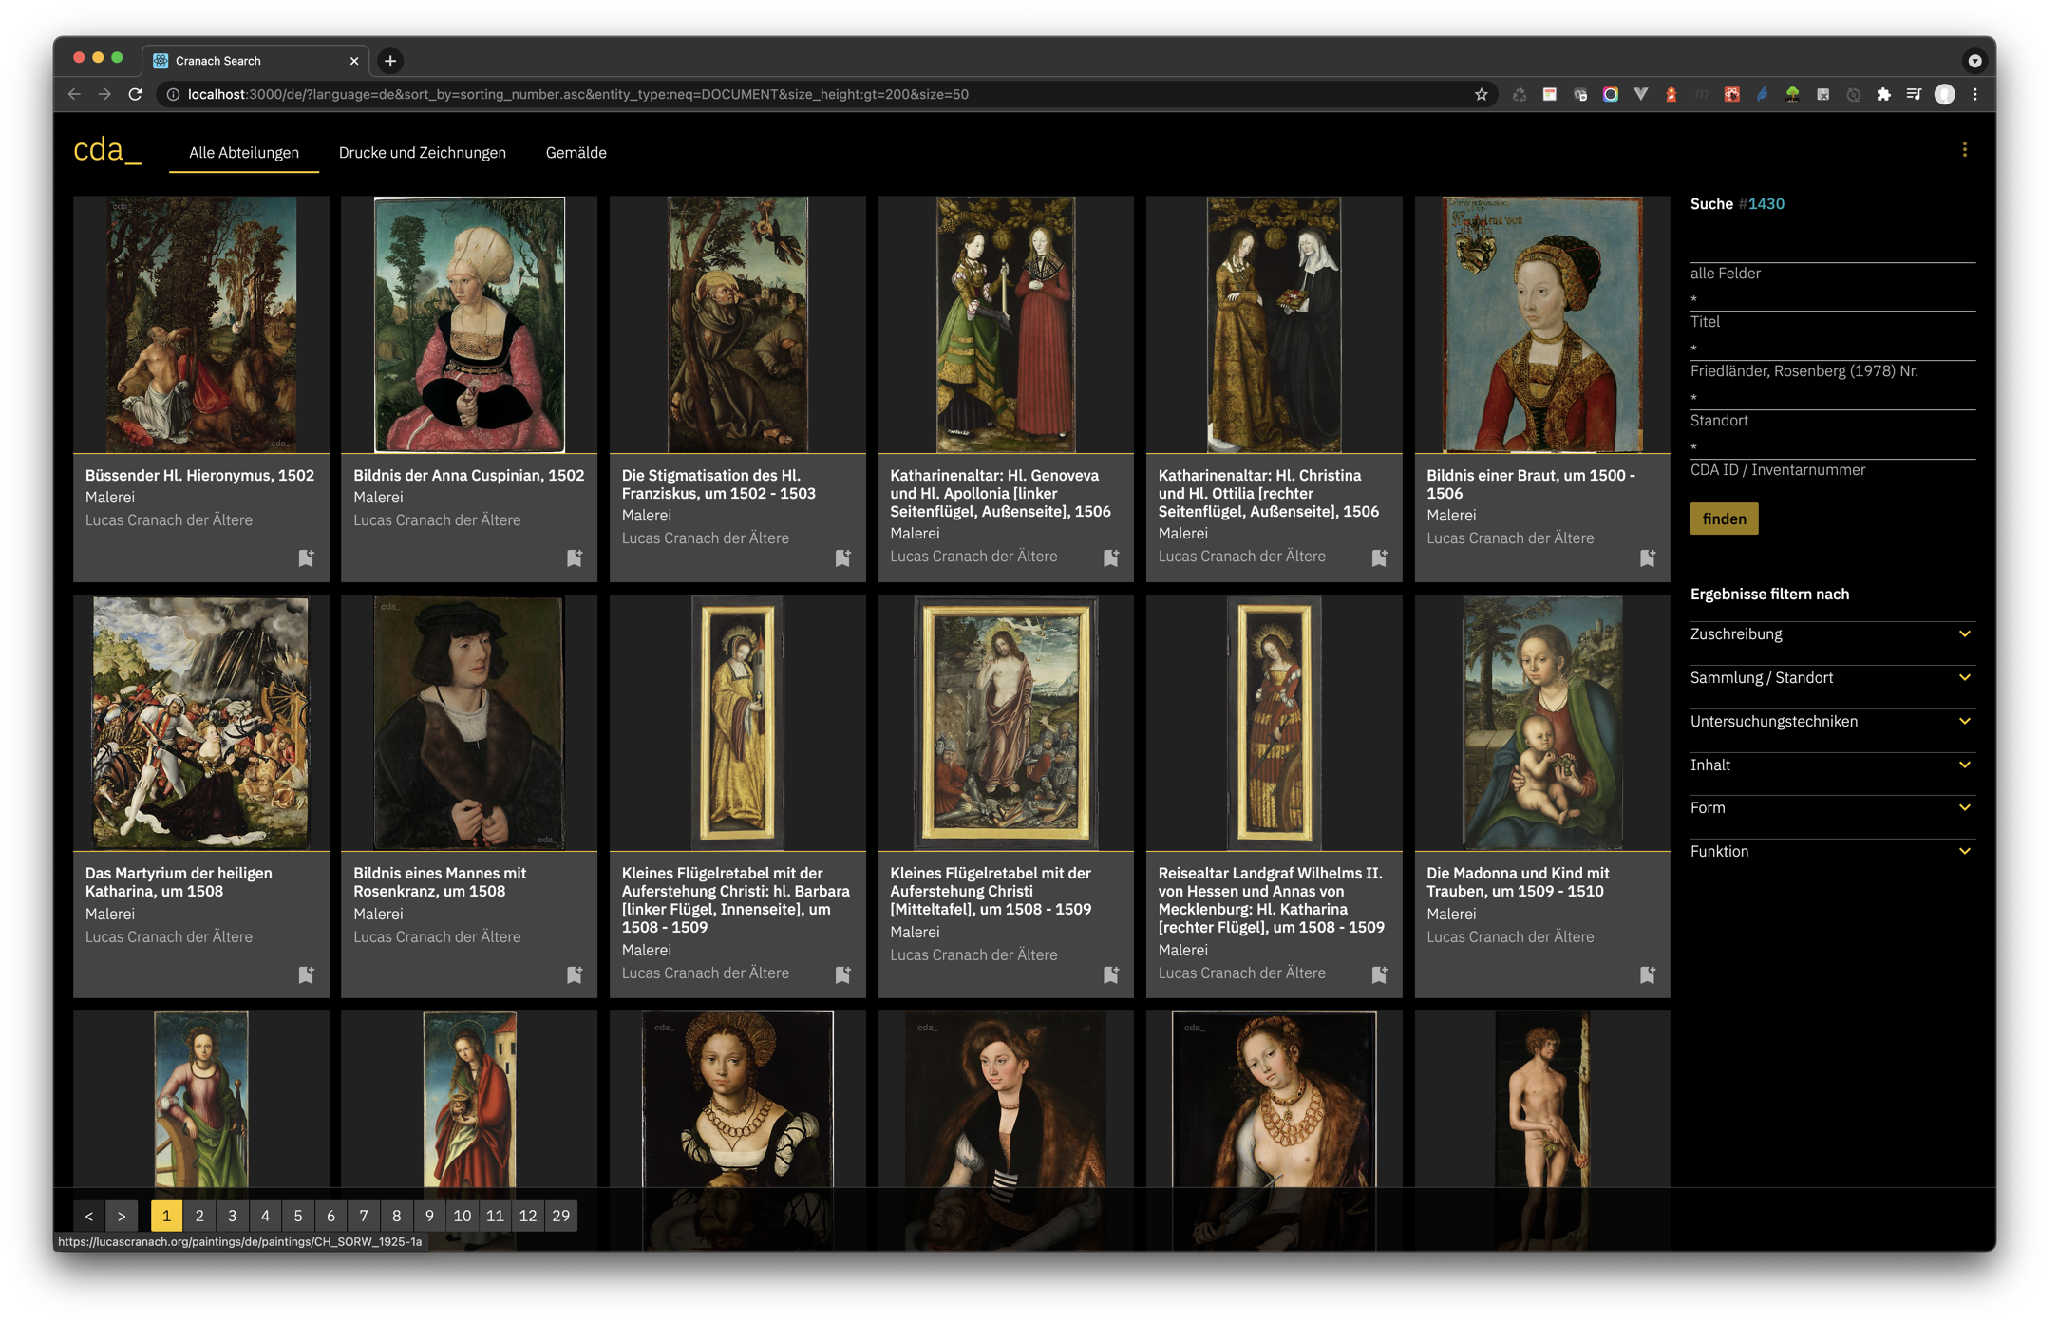 Cranach Search
localhost:3000/de/?language=de&sort_by=sorting_number.asc&entity_type:neq=DOCUMENT&size_height:gt=200&size=50
cda_
Alle Abteilungen
Drucke und Zeichnungen
Gemälde
Büssender Hl. Hieronymus, 1502
Malerei
Lucas Cranach der Ältere
Bildnis der Anna Cuspinian, 1502
Malerei
Lucas Cranach der Ältere
Die Stigmatisation des Hl.
Franziskus, um 1502 - 1503
Malerei
Lucas Cranach der Ältere
Katharinenaltar: Hl. Genoveva
und Hl. Apollonia [linker
Seitenflügel, Außenseite], 1506
Malerei
Lucas Cranach der Ältere
Katharinenaltar: Hl. Christina
und Hl. Ottilia [rechter
Seitenflügel, Außenseite], 1506
Malerei
Lucas Cranach der Ältere
Bildnis einer Braut, um 1500 -
1506
Malerei
Lucas Cranach der Ältere
Das Martyrium der heiligen
Katharina, um 1508
Malerei
Lucas Cranach der Ältere
Bildnis eines Mannes mit
Rosenkranz, um 1508
Malerei
Lucas Cranach der Ältere
Kleines Flügelretabel mit der
Auferstehung Christi: hl. Barbara
[linker Flügel, Innenseite], um
1508 - 1509
Malerei
Lucas Cranach der Ältere
Kleines Flügelretabel mit der
Auferstehung Christi
[Mitteltafel], um 1508 - 1509
Malerei
Lucas Cranach der Ältere
Reisealtar Landgraf Wilhelms II.
von Hessen und Annas von
Mecklenburg: Hl. Katharina
[rechter Flügel], um 1508 - 1509
Malerei
Lucas Cranach der Ältere
Die Madonna und Kind mit
Trauben, um 1509 - 1510
Malerei
Lucas Cranach der Ältere
cda_
cda_
cda_
cda_
cda_
cda_
cda_
Suche #1430
alle Felder
*
Titel
*
Friedländer, Rosenberg (1978) Nr.
*
Standort
*
CDA ID / Inventarnummer
finden
Ergebnisse filtern nach
Zuschreibung
Sammlung / Standort
Untersuchungstechniken
Inhalt
Form
Funktion
< > 1 2 3 4 5 6 7 8 9 10 11 12 29
https://lucascranach.org/paintings/de/paintings/CH_SORW_1925-1a